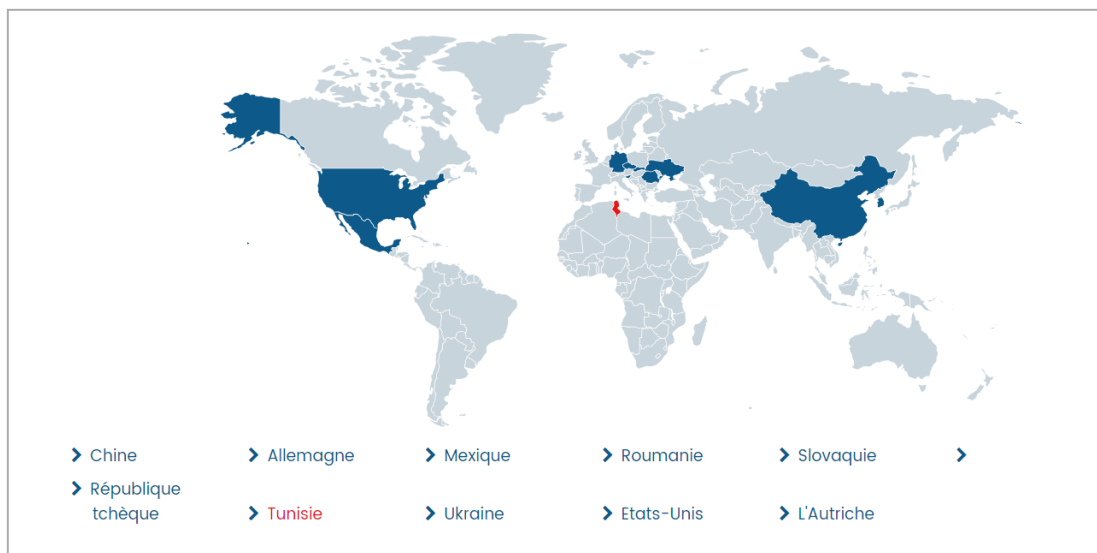 Chine
Allemagne
Mexique
Roumanie
Slovaquie
République
tchèque
Tunisie
Ukraine
Etats-Unis
L'Autriche